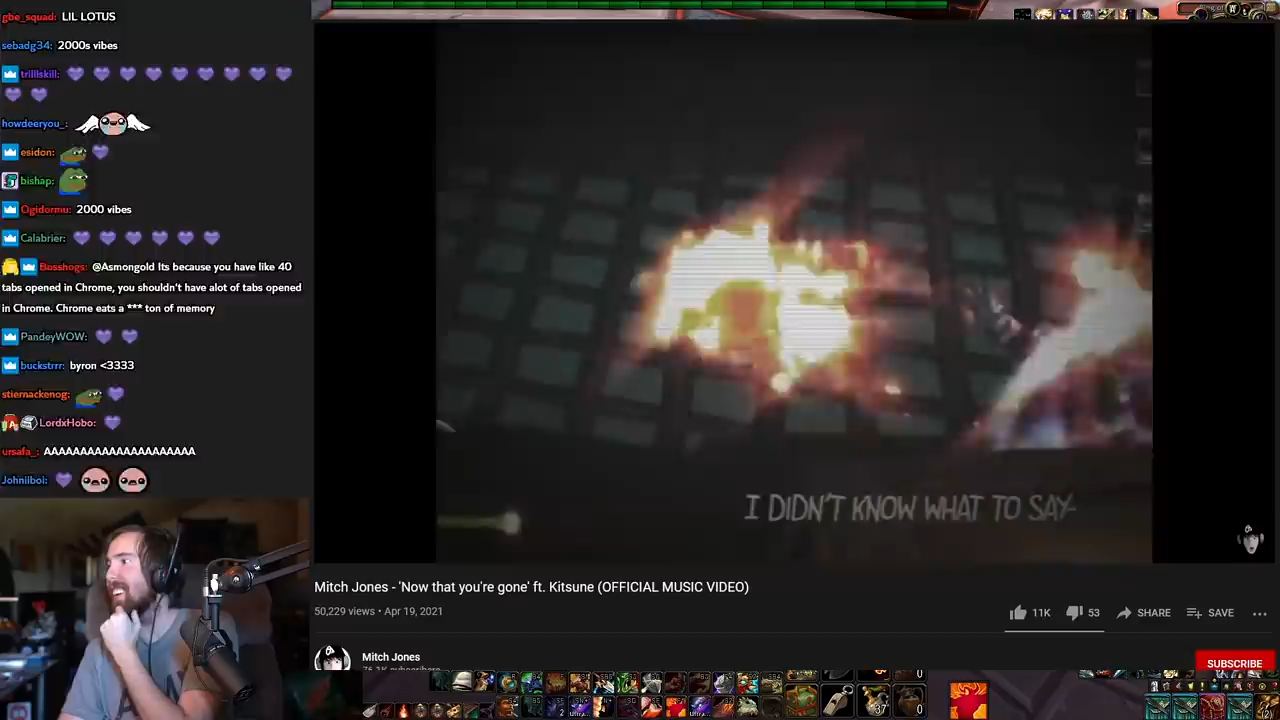 gbe_squad: LIL LOTUS
sebadg34: 2000s vibes
trilllskill:
howdeeryou_:
esidon:
bishap:
Ogidormu: 2000 vibes
Calabrier:
Bosshogs: @Asmongold Its because you have like 40
tabs opened in Chrome, you shouldn't have alot of tabs opened
in Chrome. Chrome eats a *** ton of memory
PandeyWOW:
buckstrrr: byron <3333
stiernackenog:
LordxHobo:
ursafa_: AAAAAAAAAAAAAAAAAAAAA
Johniiboi:
I DIDN'T KNOW WHAT TO SAY-
Mitch Jones - 'Now that you're gone' ft. Kitsune (OFFICIAL MUSIC VIDEO)
50,229 views • Apr 19, 2021
11K 53 SHARE SAVE
Mitch Jones
SUBSCRIBE